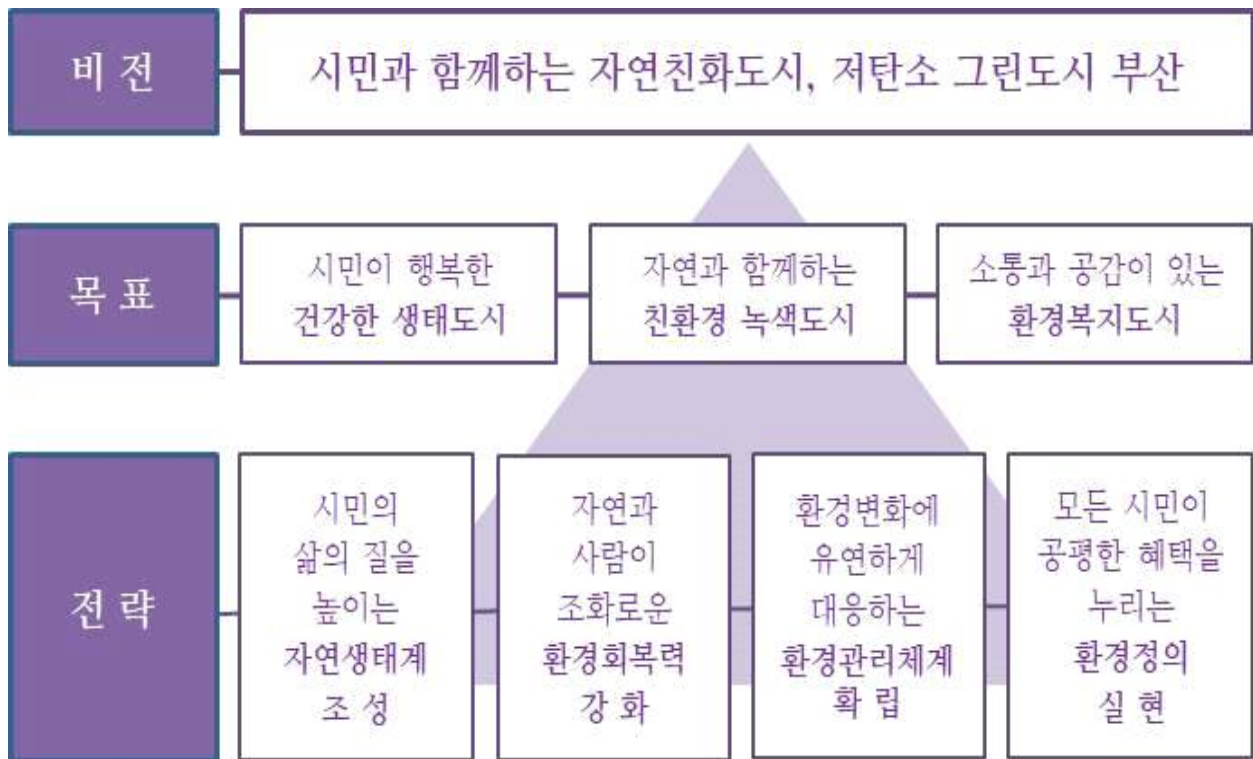 비 전
시민과 함께하는 자연친화도시, 저탄소 그린도시 부산
목 표
시민이 행복한
건강한 생태도시
자연과 함께하는
친환경 녹색도시
소통과 공감이 있는
환경복지도시
전 략
시민의
삶의 질을
높이는
자연생태계
조 성
자연과
사람이
조화로운
환경회복력
강 화
환경변화에
유연하게
대응하는
환경관리체계
확 립
모든 시민이
공평한 혜택을
누리는
환경정의
실 현